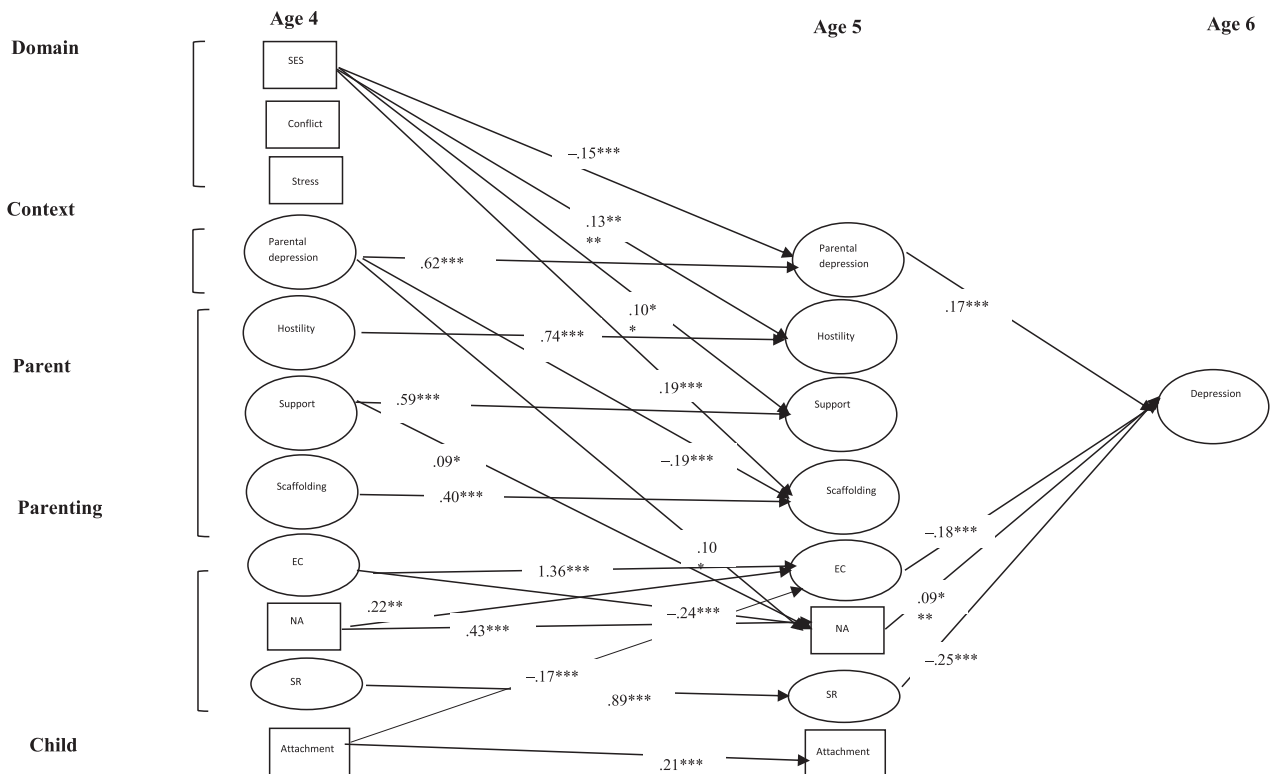 Age 4
Age 5
Age 6
Domain
SES
Conflict
–.15***
Stress
Context
.13**
**
Parental
depression
.62***
Parental
depression
.17***
.10*
*
Hostility
.74***
Hostility
Parent
.19***
Support
.59***
Support
Depression
.09*
–.19***
Scaffolding
.40***
Scaffolding
Parenting
–.18***
.10
*
EC
1.36***
EC
.22**
–.24***
.09*
**
NA
.43***
NA
–.25***
–.17***
SR
.89***
SR
Child
Attachment
.21***
Attachment